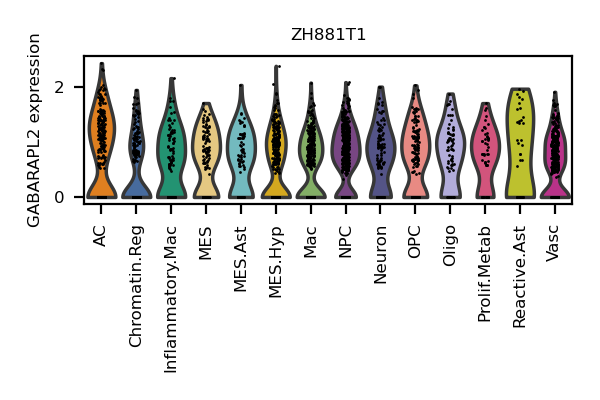 ZH881T1
GABARAPL2 expression
2
0
AC
Chromatin.Reg
Inflammatory.Mac
MES
MES.Ast
MES.Hyp
Mac
NPC
Neuron
OPC
Oligo
Prolif.Metab
Reactive.Ast
Vasc